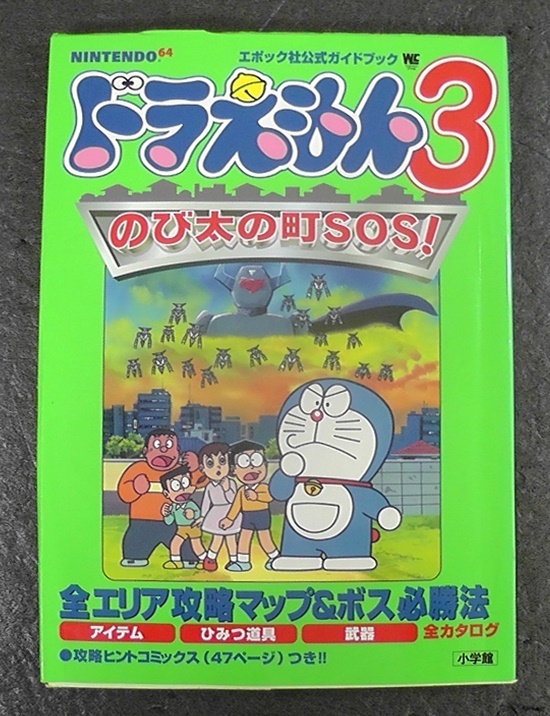 NINTENDO64 エポック社公式ガイドブック
ドラえもん3
のび太の町SOS!
全エリア攻略マップ&ボス必勝法
アイテム ひみつ道具 武器 全カタログ
●攻略ヒントコミックス(47ページ)つき!!
小学館